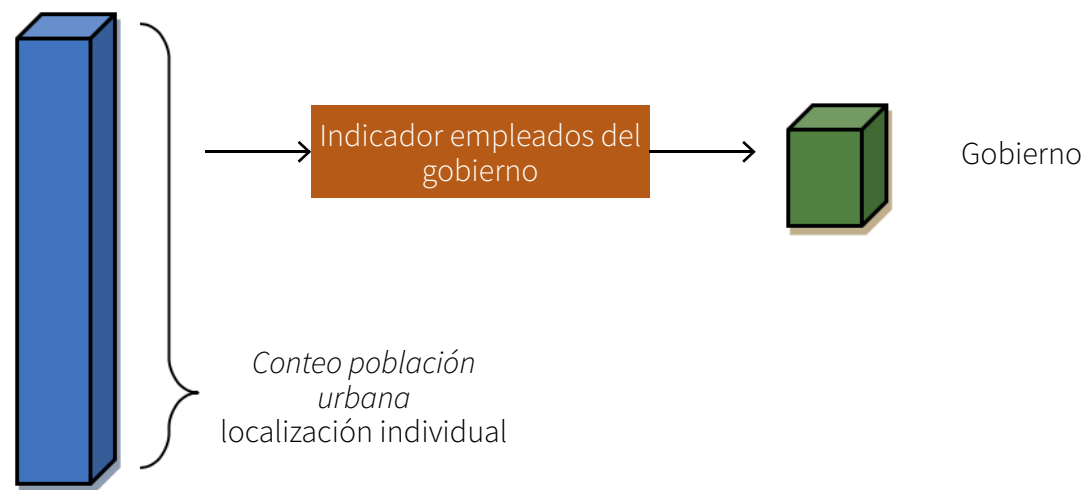 Indicador empleados del
gobierno
Gobierno
Conteo población
urbana
localización individual